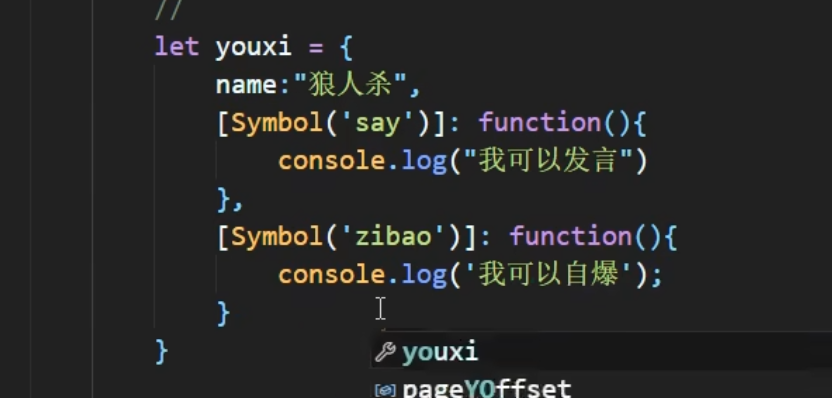 //
let youxi = {
name:"狼人杀",
[Symbol('say')]: function(){
console.log("我可以发言")
},
[Symbol('zibao')]: function(){
console.log('我可以自爆');
}
}
youxi
pageYOffset